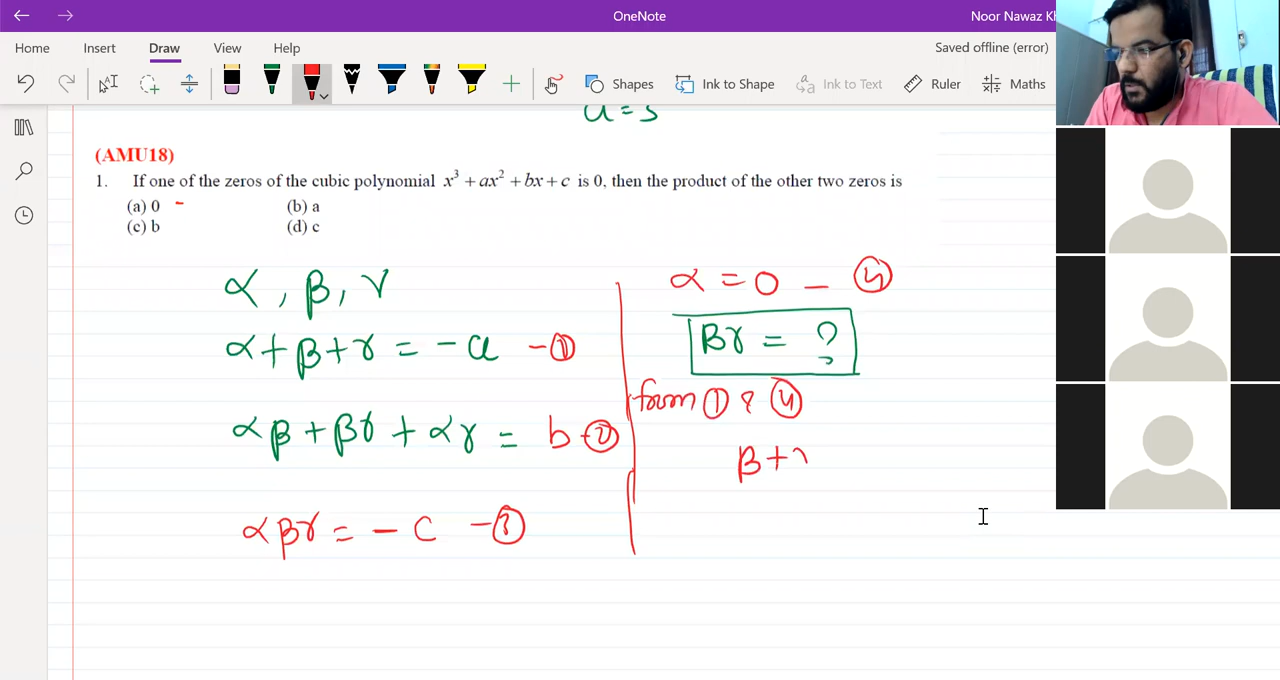 OneNote
Noor Nawaz Kh
Home Insert Draw View Help
Saved offline (error)
Shapes Ink to Shape Ink to Text Ruler Maths
(AMU18)
1. If one of the zeros of the cubic polynomial x³ + ax² + bx + c is 0, then the product of the other two zeros is
(a) 0 (b) a
(c) b (d) c
α, β, γ
α + β + γ = - a - ①
αβ + βγ + αγ = b - ②
αβγ = - c - ③
α = 0 - ④
βγ = ?
from ① & ④
β +